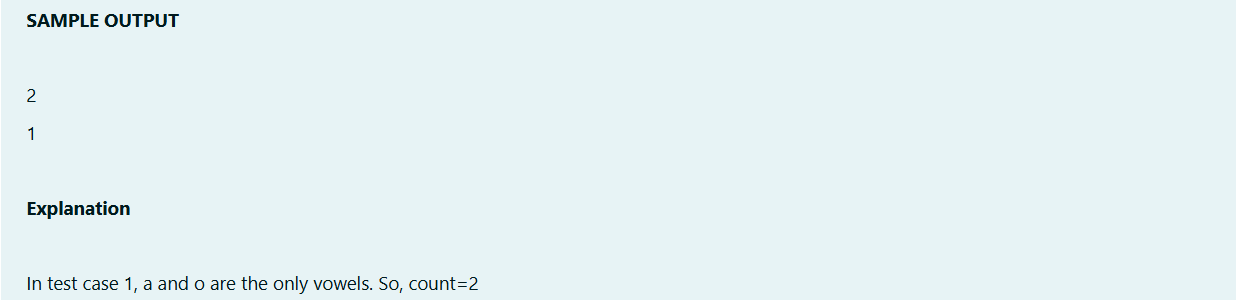 SAMPLE OUTPUT
2
1
Explanation
In test case 1, a and o are the only vowels. So, count=2